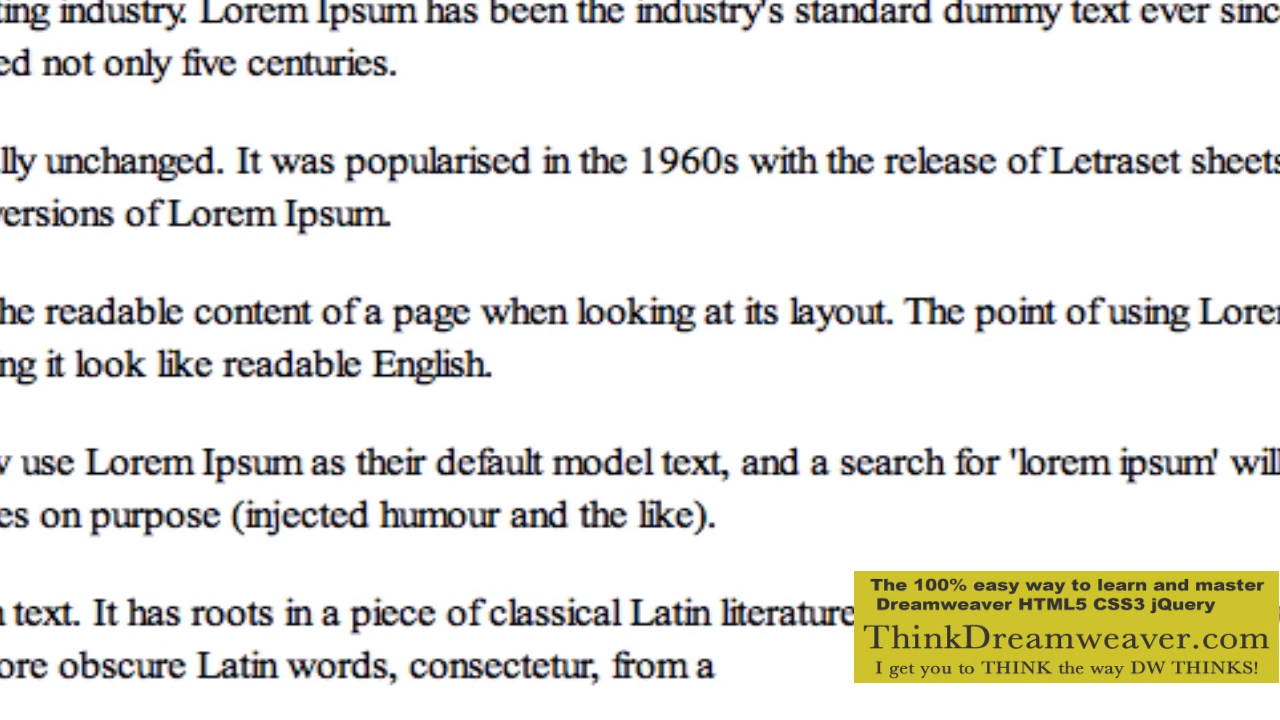 ting industry. Lorem Ipsum has been the industry's standard dummy text ever sinc
ed not only five centuries.
lly unchanged. It was popularised in the 1960s with the release of Letraset sheets
versions of Lorem Ipsum.
he readable content of a page when looking at its layout. The point of using Lorem
ng it look like readable English.
use Lorem Ipsum as their default model text, and a search for 'lorem ipsum' will
es on purpose (injected humour and the like).
text. It has roots in a piece of classical Latin literature
ore obscure Latin words, consectetur, from a
The 100% easy way to learn and master
Dreamweaver HTML5 CSS3 jQuery
ThinkDreamweaver.com
I get you to THINK the way DW THINKS!